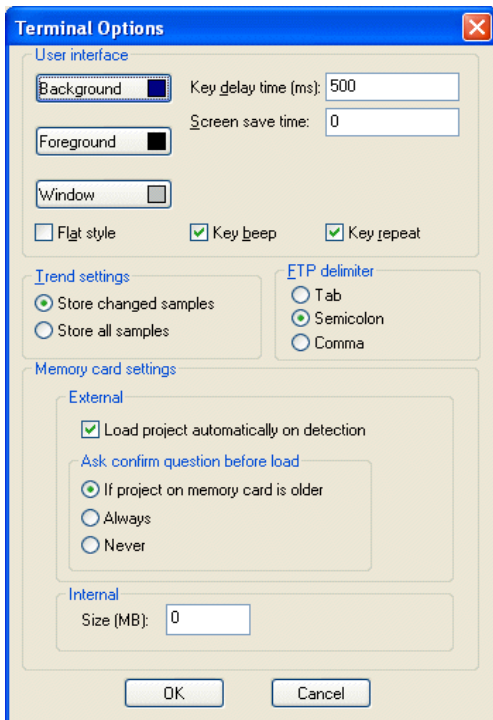 Terminal Options
User interface
Background
Key delay time (ms): 500
Screen save time: 0
Foreground
Window
Flat style
Key beep
Key repeat
Trend settings
Store changed samples
Store all samples
FTP delimiter
Tab
Semicolon
Comma
Memory card settings
External
Load project automatically on detection
Ask confirm question before load
If project on memory card is older
Always
Never
Internal
Size (MB): 0
OK
Cancel